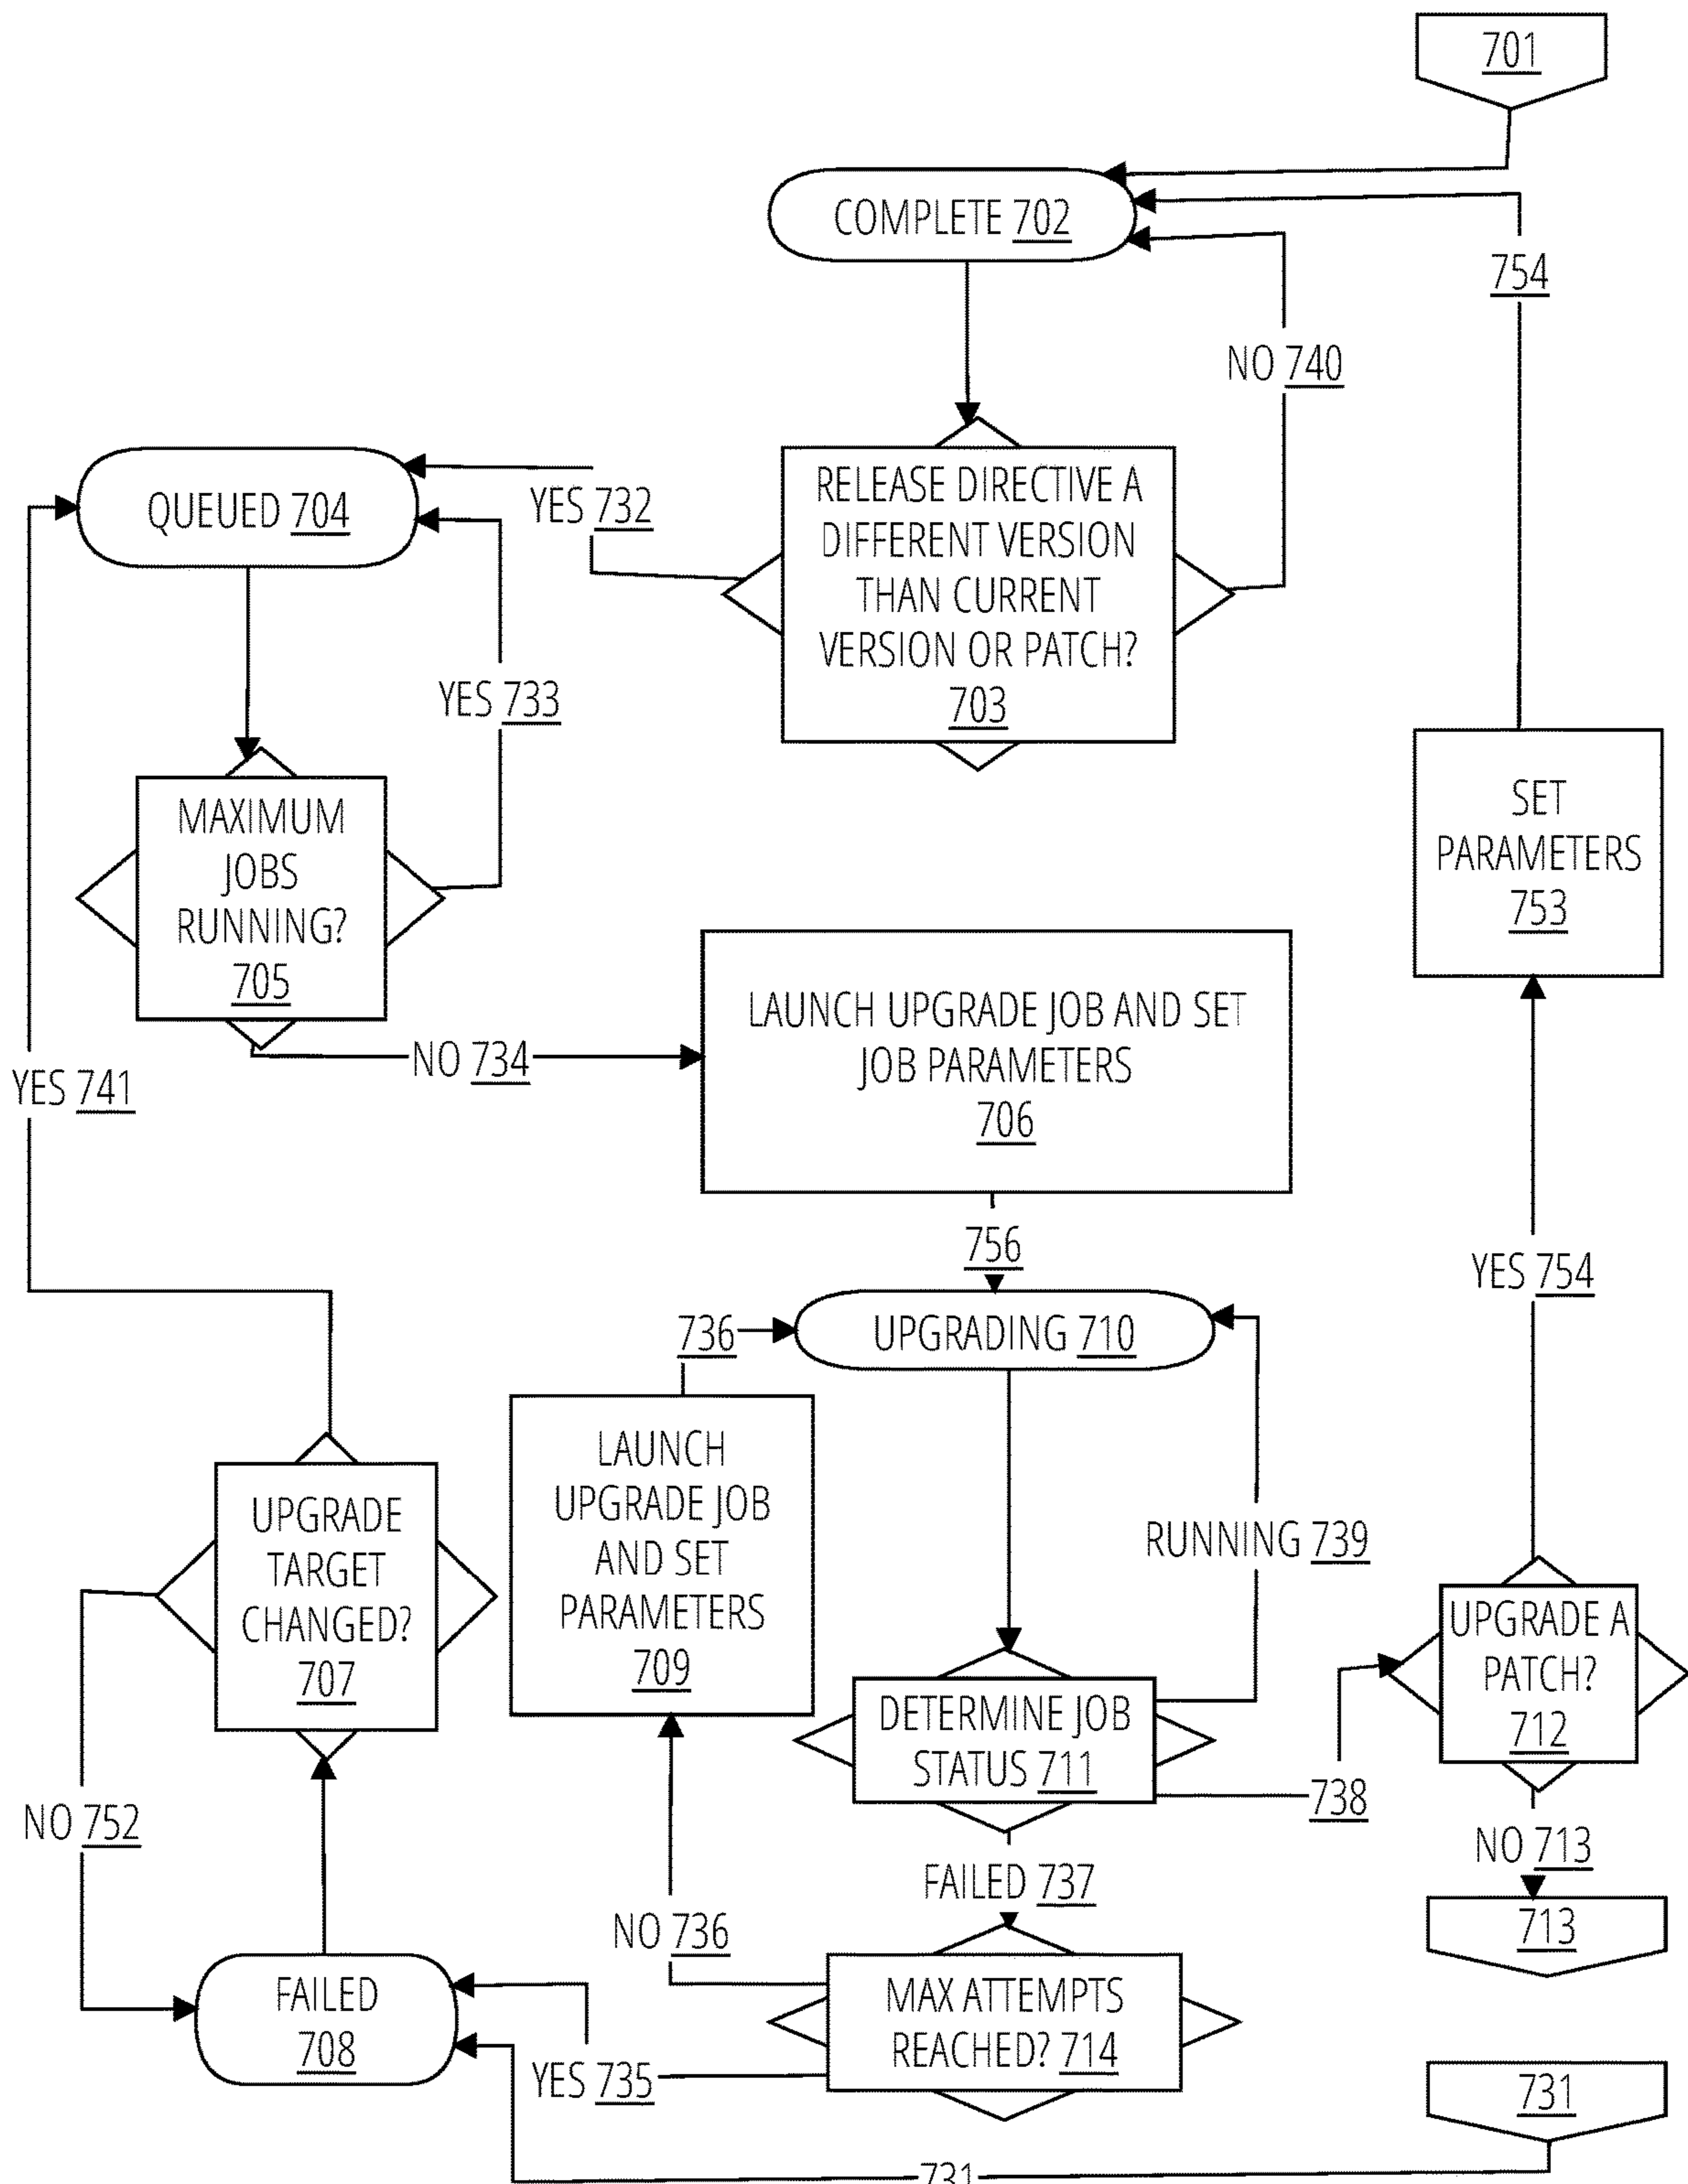 701
COMPLETE 702
754
NO 740
QUEUED 704
YES 732
RELEASE DIRECTIVE A
DIFFERENT VERSION
THAN CURRENT
VERSION OR PATCH?
703
YES 733
MAXIMUM
JOBS
RUNNING?
705
SET
PARAMETERS
753
LAUNCH UPGRADE JOB AND SET
JOB PARAMETERS
706
NO 734
YES 741
756
YES 754
736
UPGRADING 710
LAUNCH
UPGRADE JOB
AND SET
PARAMETERS
709
UPGRADE
TARGET
CHANGED?
707
RUNNING 739
UPGRADE A
PATCH?
712
DETERMINE JOB
STATUS 711
738
NO 752
NO 713
FAILED 737
NO 736
713
FAILED
708
MAX ATTEMPTS
REACHED? 714
YES 735
731
731